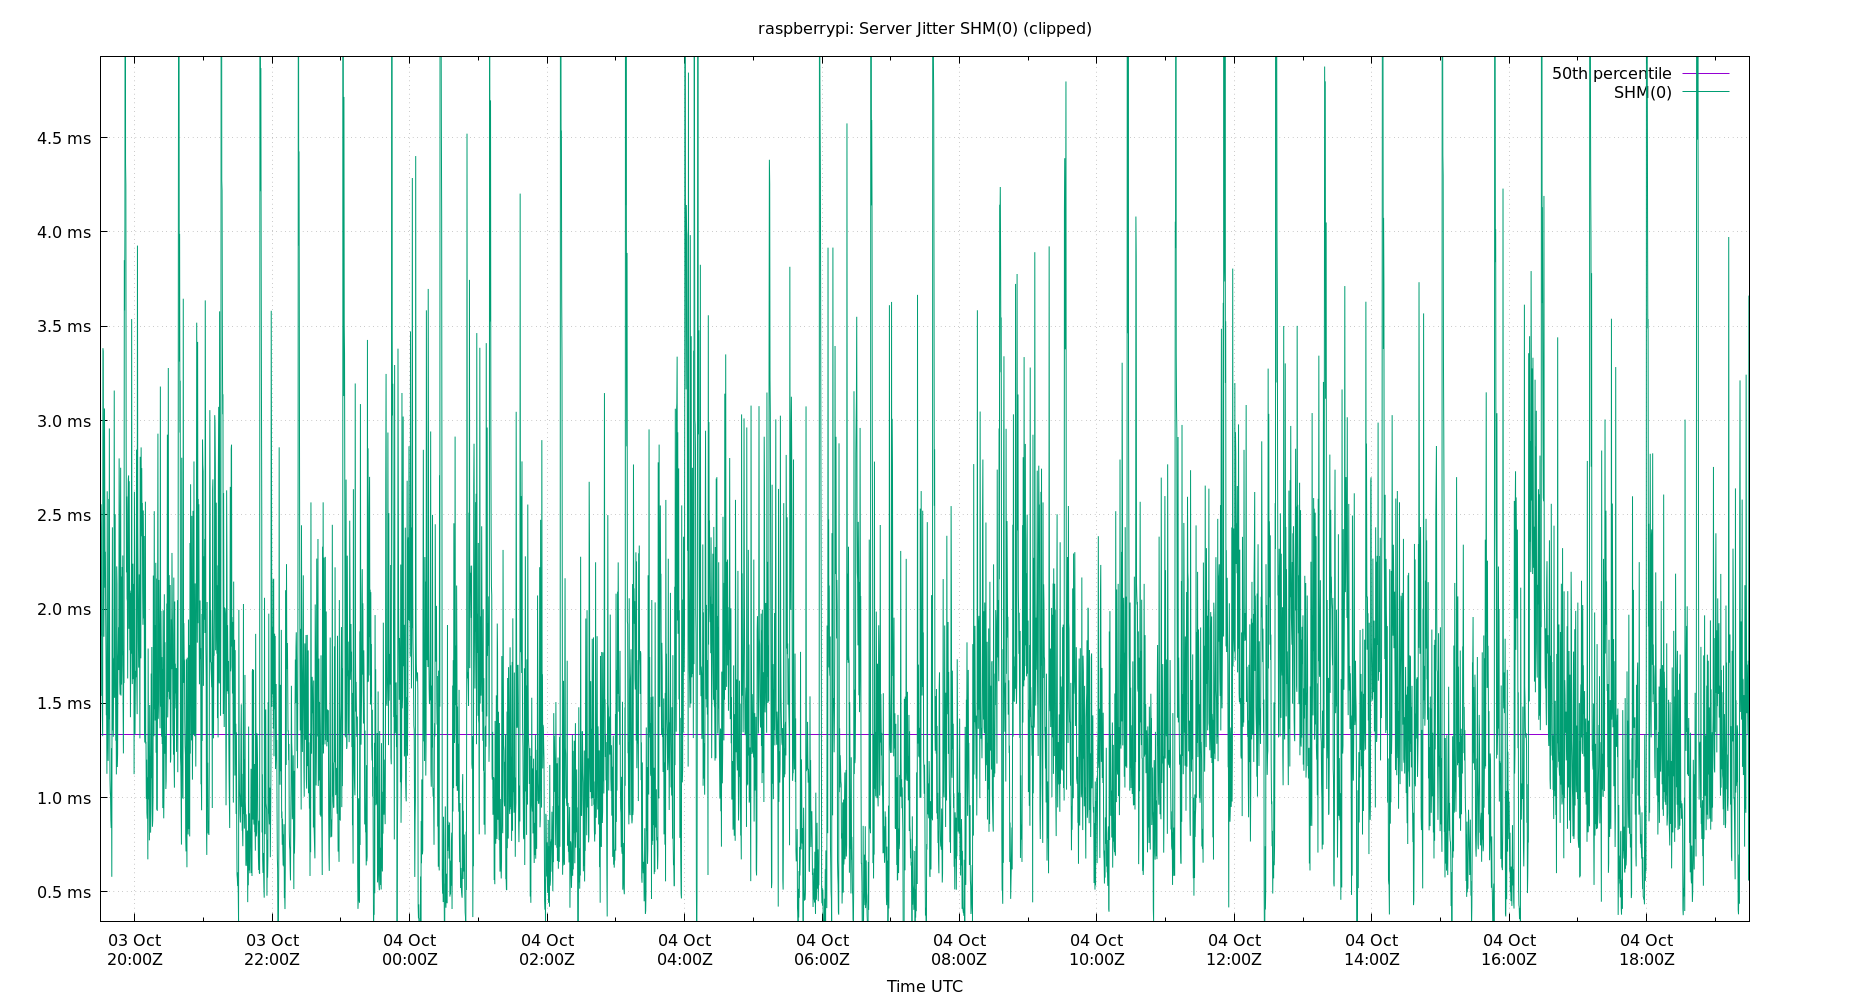 raspberrypi: Server Jitter SHM(0) (clipped)
50th percentile
SHM(0)
4.5 ms
4.0 ms
3.5 ms
3.0 ms
2.5 ms
2.0 ms
1.5 ms
1.0 ms
0.5 ms
03 Oct 03 Oct 04 Oct 04 Oct 04 Oct 04 Oct 04 Oct 04 Oct 04 Oct 04 Oct 04 Oct 04 Oct
20:00Z 22:00Z 00:00Z 02:00Z 04:00Z 06:00Z 08:00Z 10:00Z 12:00Z 14:00Z 16:00Z 18:00Z
Time UTC